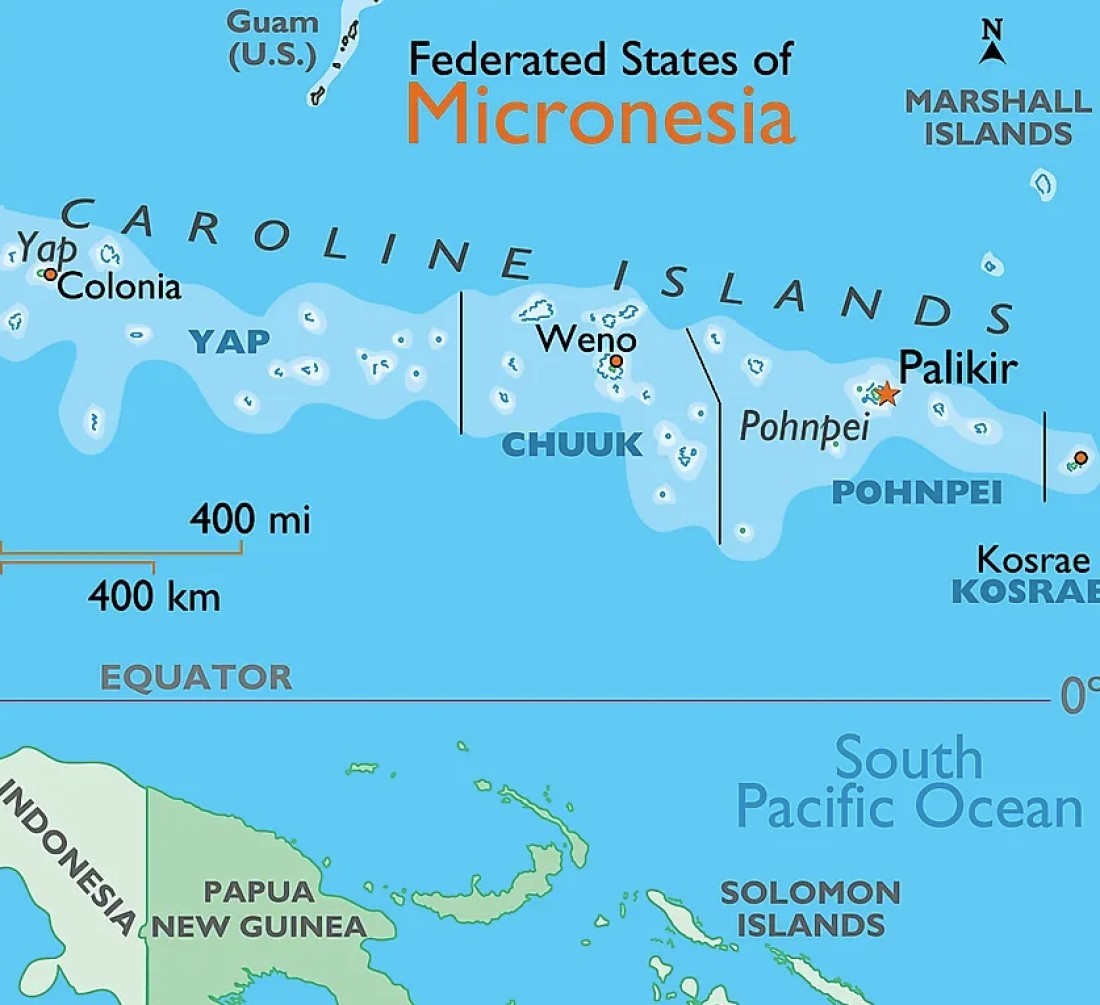 Guam
(U.S.)
Federated States of
Micronesia
N
MARSHALL
ISLANDS
CAROLINE ISLANDS
Yap
Colonia
YAP
Weno
CHUUK
Palikir
Pohnpei
POHNPEI
400 mi
400 km
Kosrae
KOSRAE
EQUATOR
0°
South
Pacific Ocean
INDONESIA
PAPUA
NEW GUINEA
SOLOMON
ISLANDS